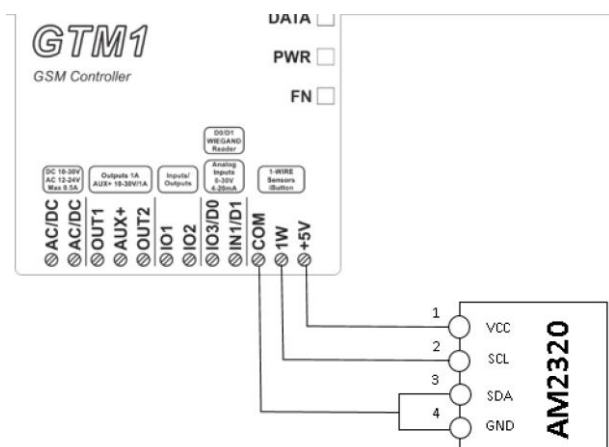 DATA
GTM1
PWR
GSM Controller
FN
D0/D1
WIEGAND
Reader
DC 10-30V
AC 12-24V
Max 0.5A
Outputs 1A
AUX+ 10-30V/1A
Inputs/
Outputs
Analog
Inputs
0-30V
4-20mA
1-WIRE
Sensors
iButton
AC/DC
AC/DC
OUT1
AUX+
OUT2
IO1
IO2
IO3/D0
IN1/D1
COM
1W
+5V
1 VCC
2 SCL
3 SDA
4 GND
AM2320